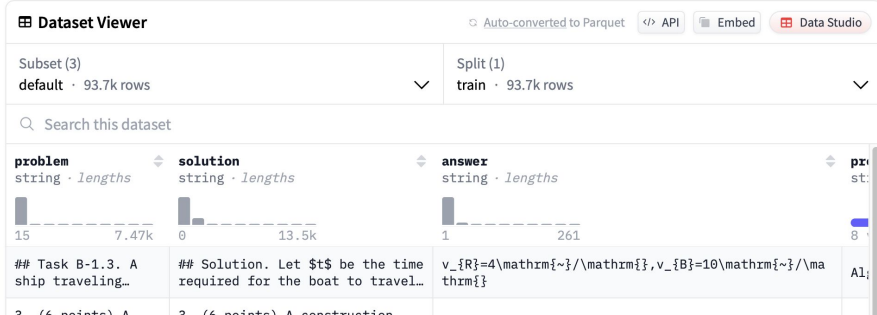 Dataset Viewer
Auto-converted to Parquet
API
Embed
Data Studio
Subset (3)
default · 93.7k rows
Split (1)
train · 93.7k rows
Search this dataset
problem
string · lengths
15 7.47k
solution
string · lengths
0 13.5k
answer
string · lengths
1 261
8
## Task B-1.3. A
ship traveling…
## Solution. Let $t$ be the time
required for the boat to travel…
v_{R}=4\mathrm{~}/\mathrm{},v_{B}=10\mathrm{~}/\ma
thrm{}
3. (6 points) A
3. (6 points) A construction